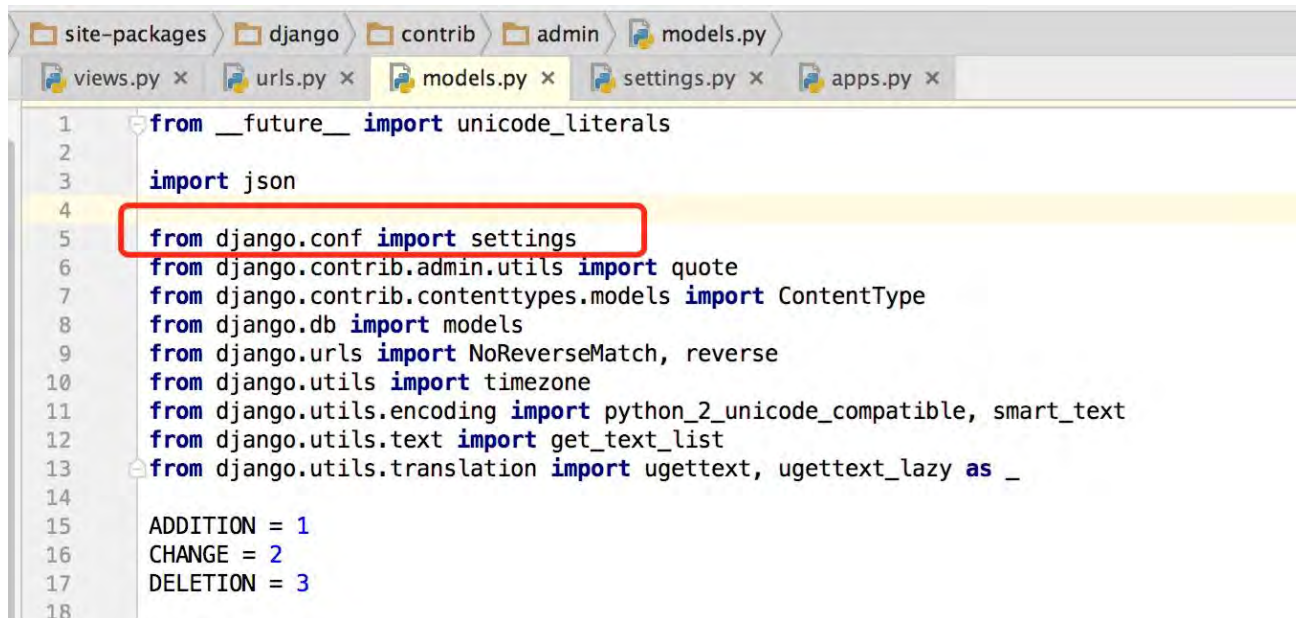 site-packages django contrib admin models.py
views.py × urls.py × models.py × settings.py × apps.py ×
1 from __future__ import unicode_literals
2
3 import json
4
5 from django.conf import settings
6 from django.contrib.admin.utils import quote
7 from django.contrib.contenttypes.models import ContentType
8 from django.db import models
9 from django.urls import NoReverseMatch, reverse
10 from django.utils import timezone
11 from django.utils.encoding import python_2_unicode_compatible, smart_text
12 from django.utils.text import get_text_list
13 from django.utils.translation import ugettext, ugettext_lazy as _
14
15 ADDITION = 1
16 CHANGE = 2
17 DELETION = 3
18